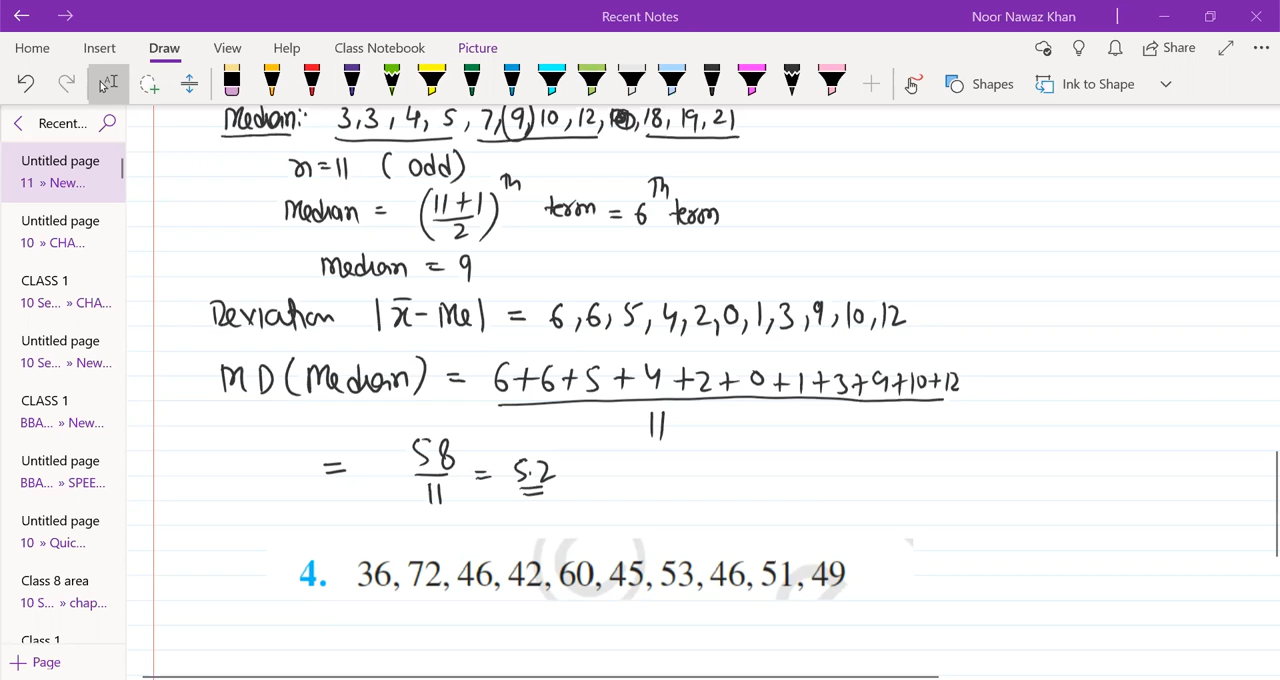 Recent Notes
Noor Nawaz Khan
Home Insert Draw View Help Class Notebook Picture
Share
Shapes
Ink to Shape
Recent...
Untitled page
11 » New...
Untitled page
10 » CHA...
CLASS 1
10 Se... » CHA...
Untitled page
10 Se... » New...
CLASS 1
BBA... » New...
Untitled page
BBA... » SPEE...
Untitled page
10 » Quic...
Class 8 area
10 S... » chap...
Class 1
+ Page
Median: 3,3,4,5,7,(9)10,12, 18,19,21
n=11 (Odd)
Median = (11+1/2)^Th term = 6^Th term
Median = 9
Deviation |x̄-Me| = 6,6,5,4,2,0,1,3,9,10,12
MD(Median) = 6+6+5+4+2+0+1+3+9+10+12
11
= 58/11 = 5.2
4. 36, 72, 46, 42, 60, 45, 53, 46, 51, 49